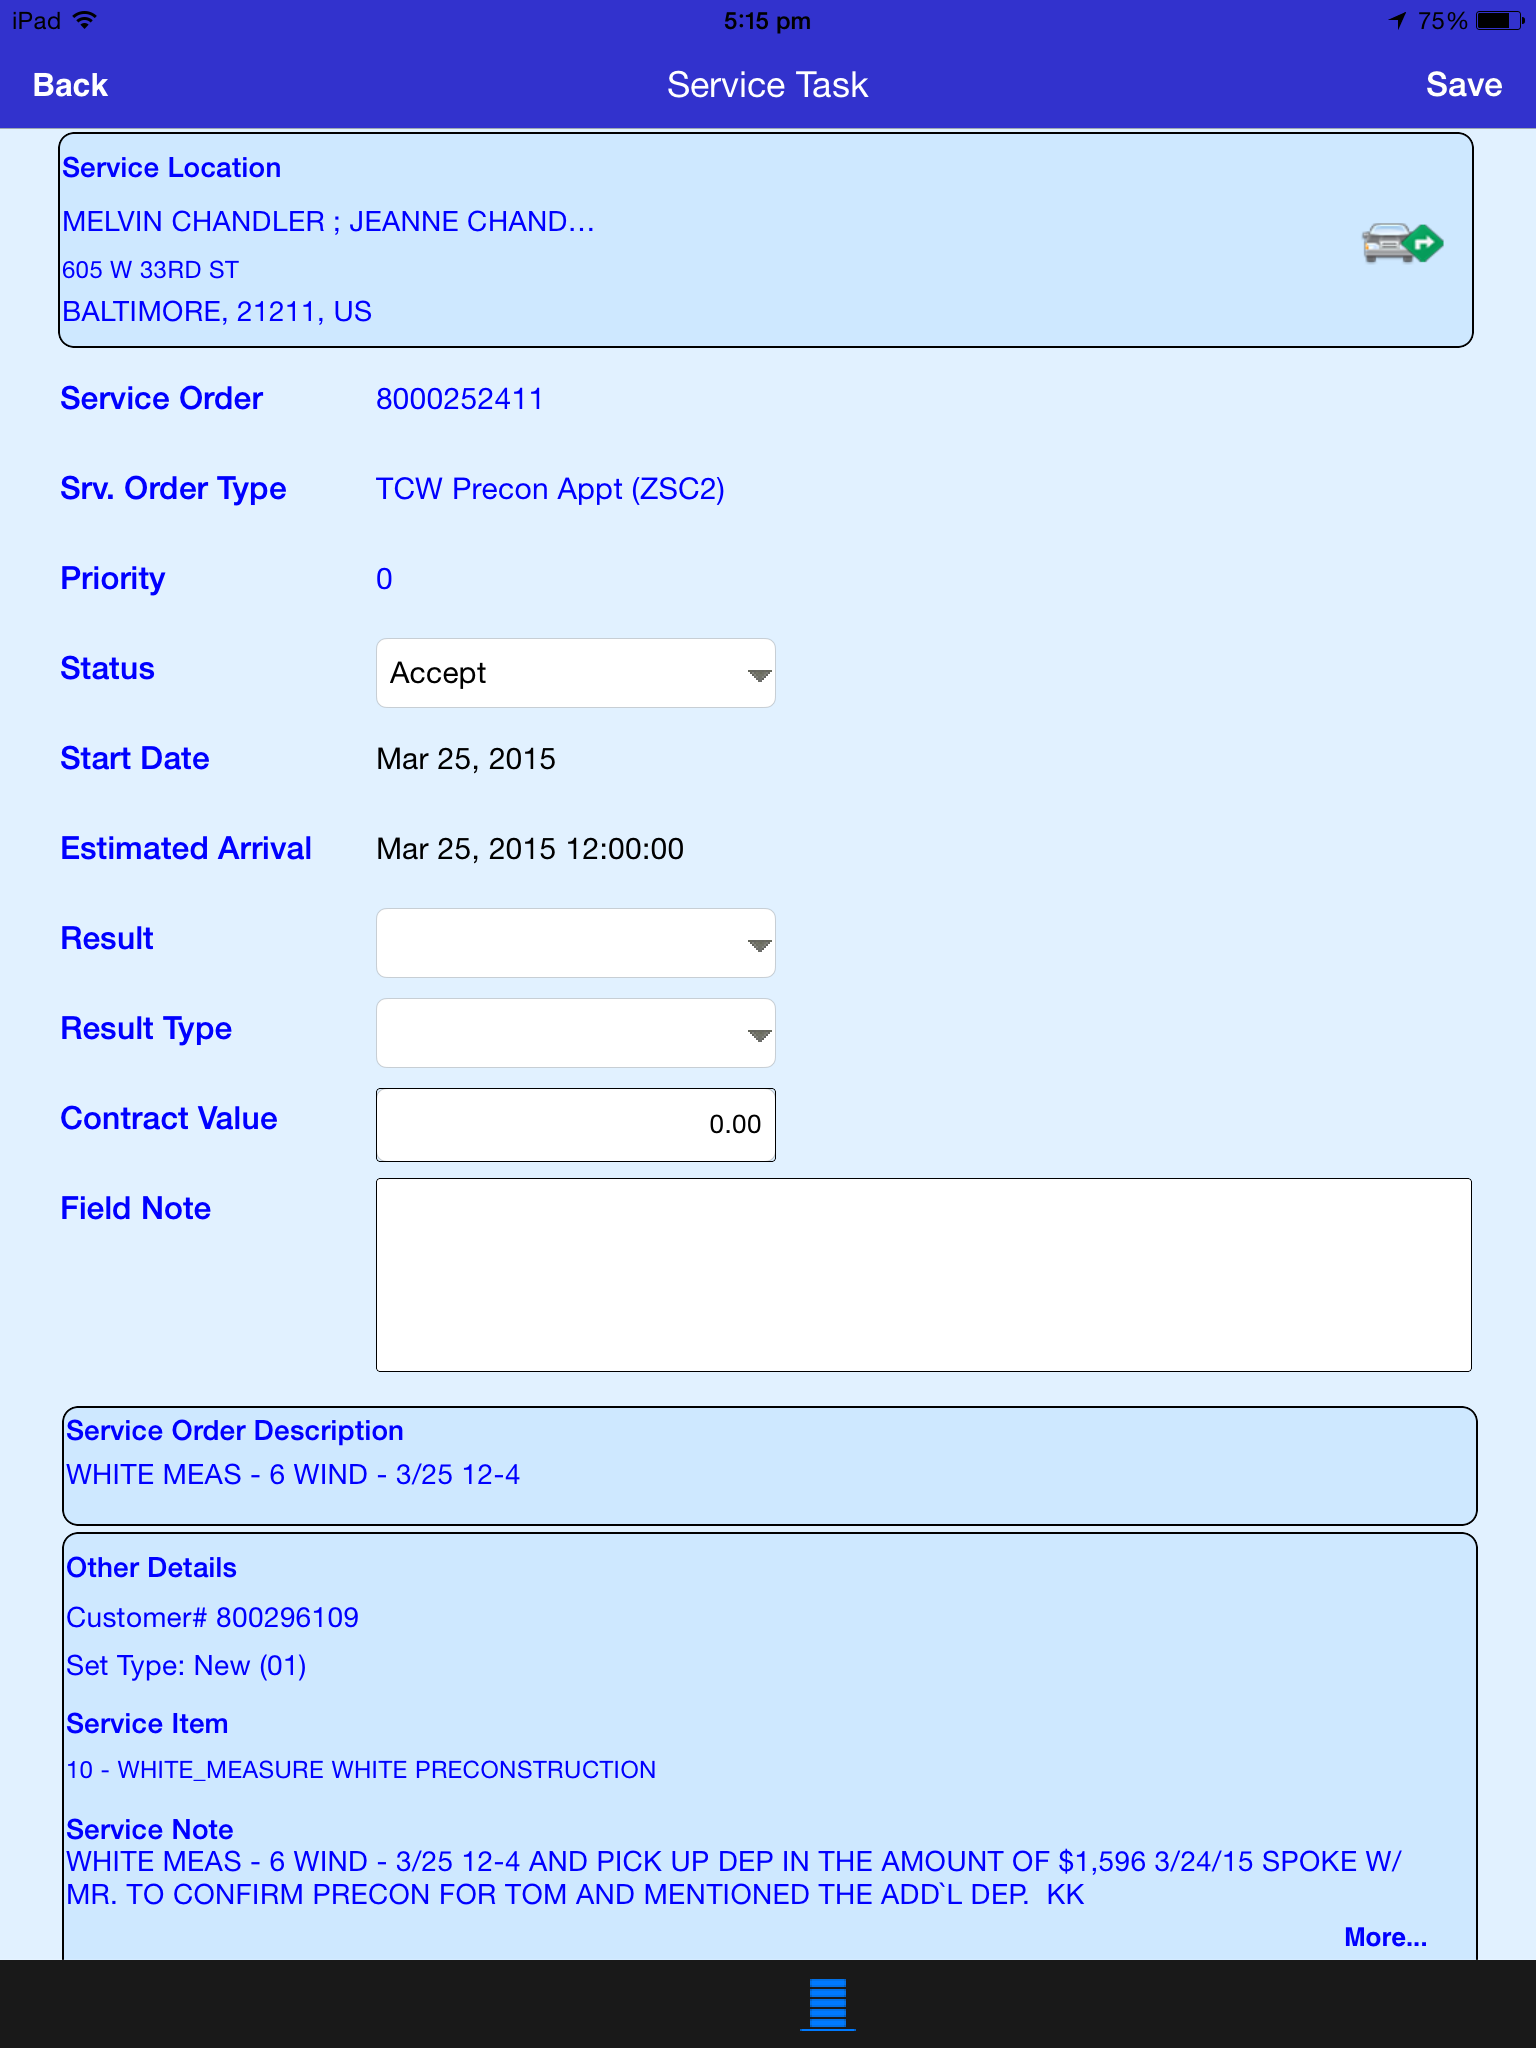 iPad 5:15 pm 75%
Back Service Task Save
Service Location
MELVIN CHANDLER ; JEANNE CHAND...
605 W 33RD ST
BALTIMORE, 21211, US
Service Order 8000252411
Srv. Order Type TCW Precon Appt (ZSC2)
Priority 0
Status Accept
Start Date Mar 25, 2015
Estimated Arrival Mar 25, 2015 12:00:00
Result
Result Type
Contract Value 0.00
Field Note
Service Order Description
WHITE MEAS - 6 WIND - 3/25 12-4
Other Details
Customer# 800296109
Set Type: New (01)
Service Item
10 - WHITE_MEASURE WHITE PRECONSTRUCTION
Service Note
WHITE MEAS - 6 WIND - 3/25 12-4 AND PICK UP DEP IN THE AMOUNT OF $1,596 3/24/15 SPOKE W/
MR. TO CONFIRM PRECON FOR TOM AND MENTIONED THE ADD`L DEP.  KK
More...